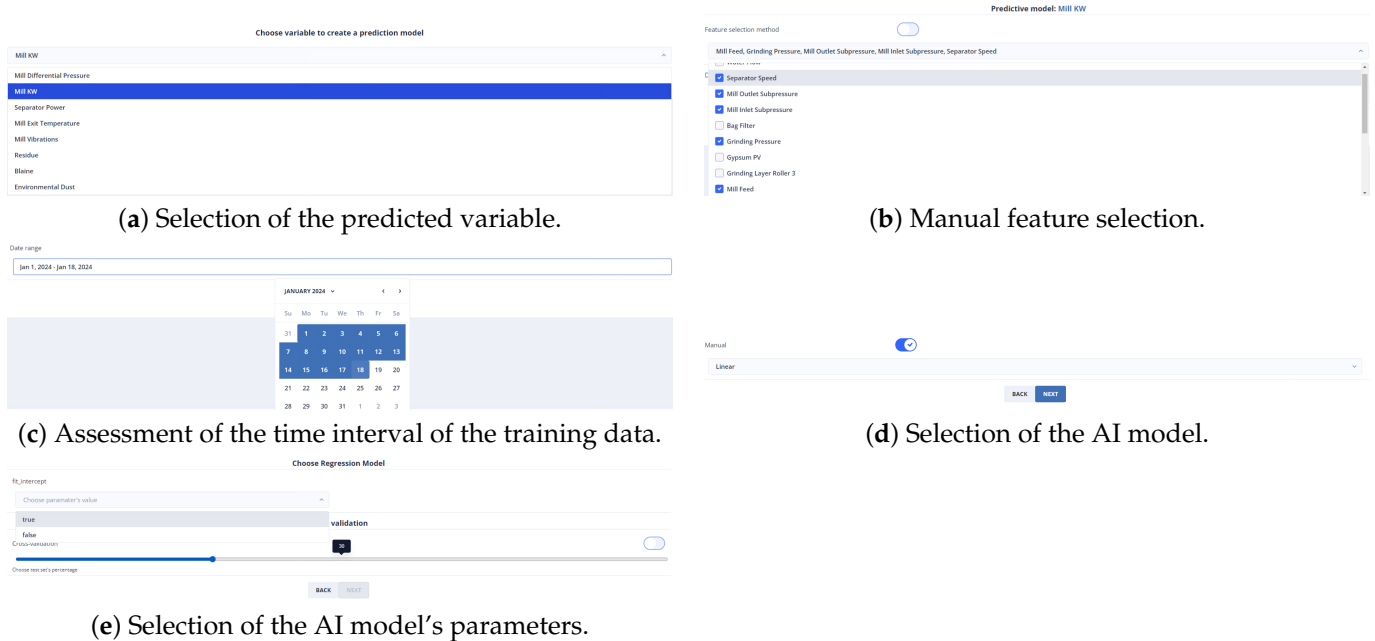 Choose variable to create a prediction model
Mill KW
Mill Differential Pressure
Mill KW
Separator Power
Mill Exit Temperature
Mill Vibrations
Residue
Blaine
Environmental Dust
(a) Selection of the predicted variable.
Predictive model: Mill KW
Feature selection method
Mill Feed, Grinding Pressure, Mill Outlet Subpressure, Mill Inlet Subpressure, Separator Speed
Separator Speed
Mill Outlet Subpressure
Mill Inlet Subpressure
Bag Filter
Grinding Pressure
Gypsum PV
Grinding Layer Roller 3
Mill Feed
(b) Manual feature selection.
Date range
Jan 1, 2024 - Jan 18, 2024
JANUARY 2024
Su Mo Tu We Th Fr Sa
31 1 2 3 4 5 6
7 8 9 10 11 12 13
14 15 16 17 18 19 20
21 22 23 24 25 26 27
28 29 30 31 1 2 3
(c) Assessment of the time interval of the training data.
Manual
Linear
BACK NEXT
(d) Selection of the AI model.
Choose Regression Model
fit_intercept
Choose paramater's value
true
validation
false
Cross-validation
30
Choose test set's percentage
BACK NEXT
(e) Selection of the AI model's parameters.